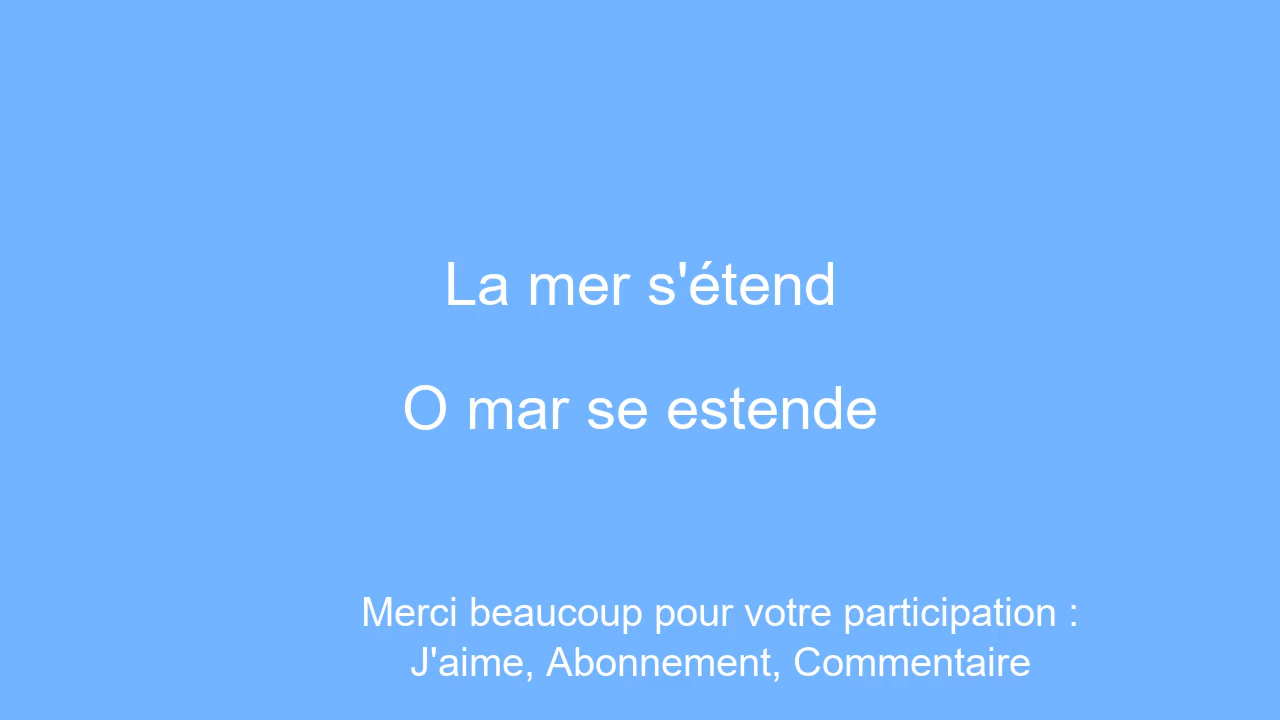 La mer s'étend
O mar se estende
Merci beaucoup pour votre participation :
J'aime, Abonnement, Commentaire